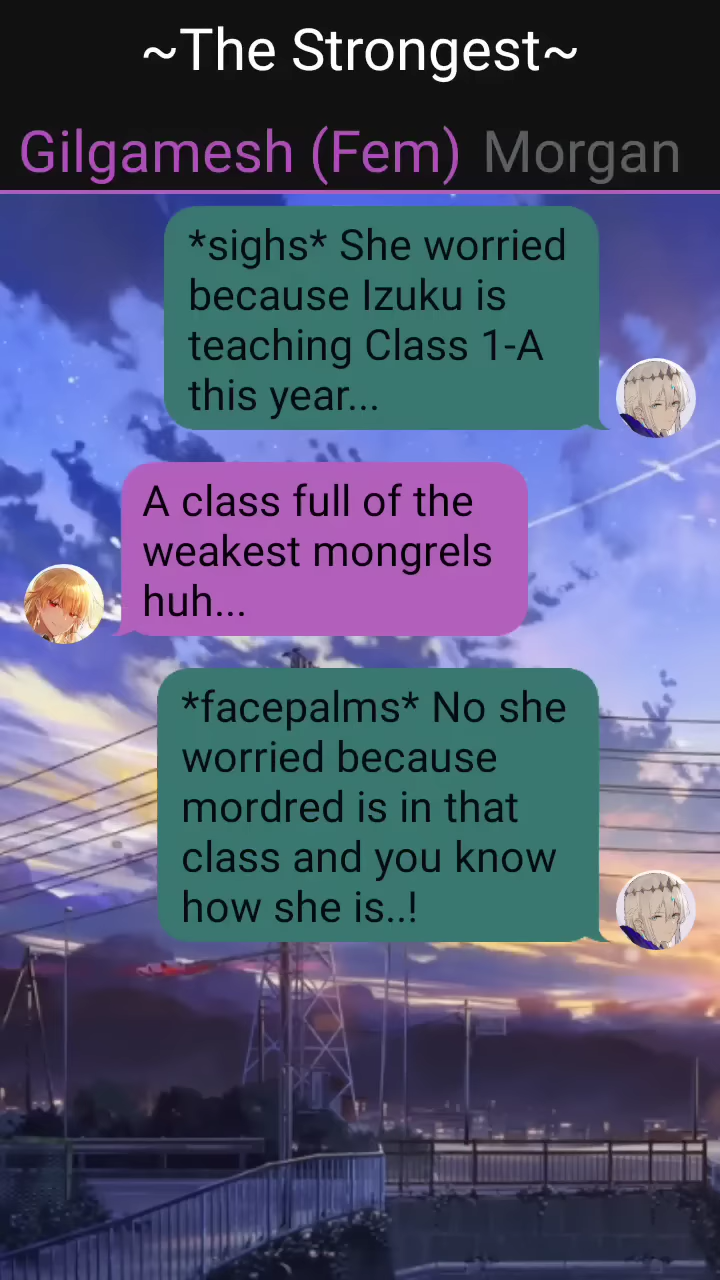 ~The Strongest~
Gilgamesh (Fem) Morgan
*sighs* She worried
because Izuku is
teaching Class 1-A
this year...
A class full of the
weakest mongrels
huh...
*facepalms* No she
worried because
mordred is in that
class and you know
how she is..!